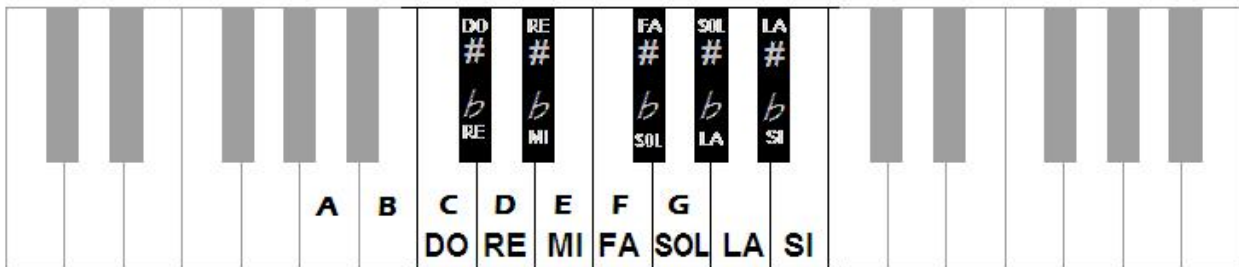 DO RE FA SOL LA
# # # # #
♭ ♭ ♭ ♭ ♭
RE MI SOL LA SI
A B C D E F G
DO RE MI FA SOL LA SI